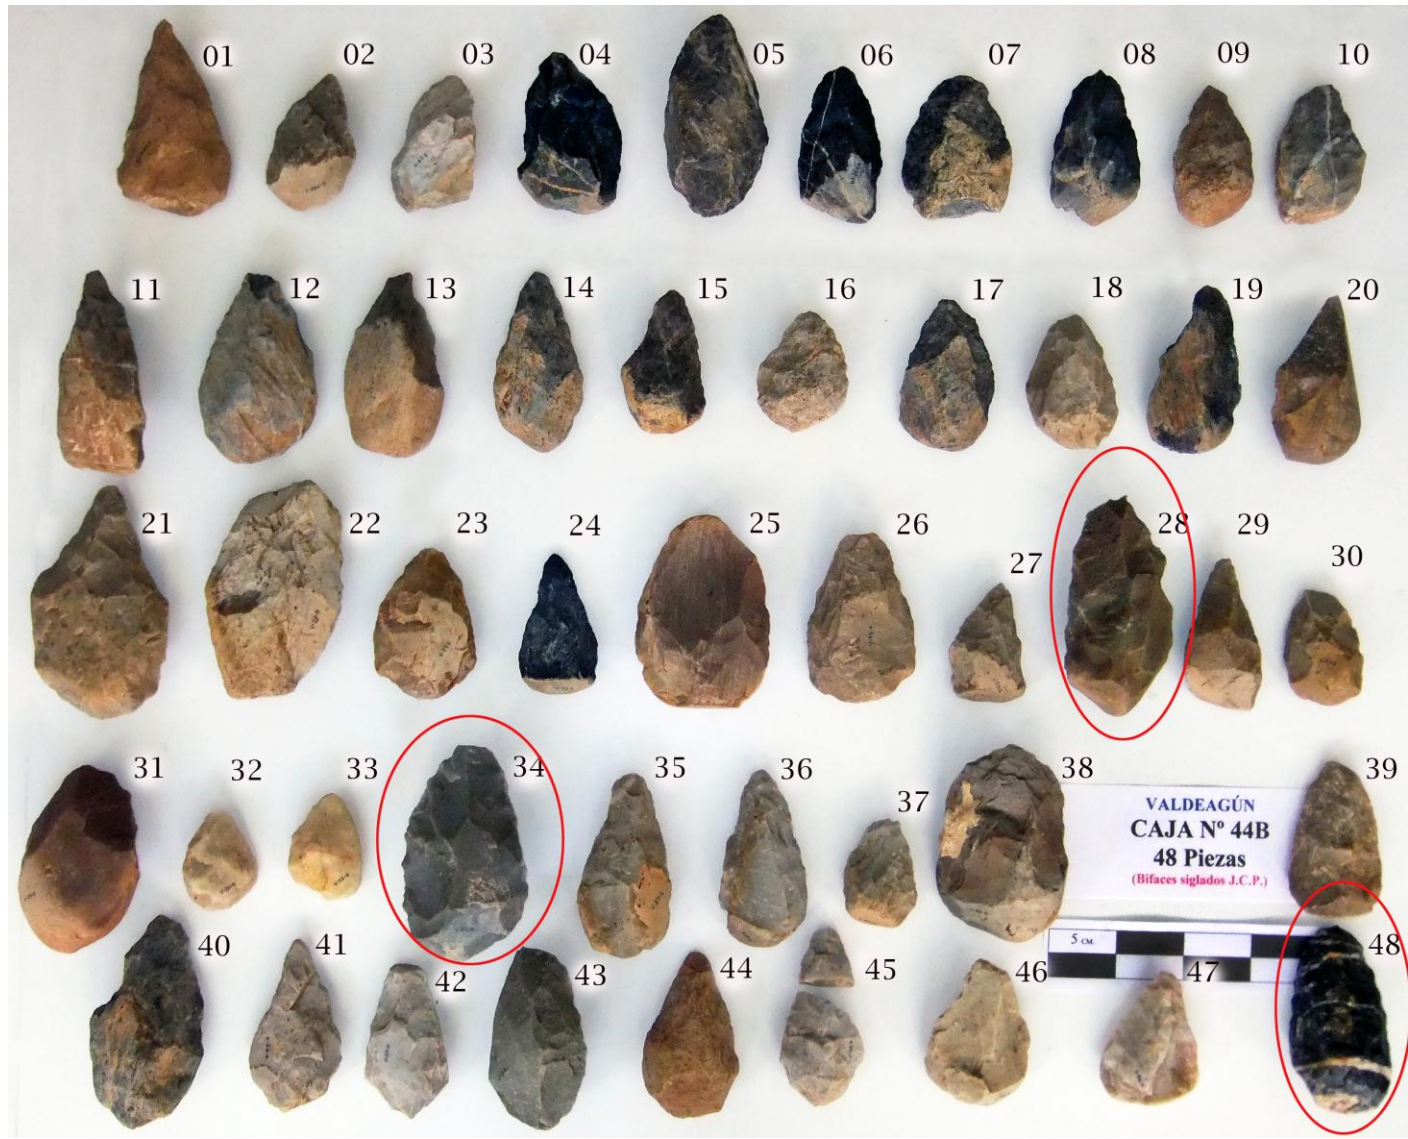 01 02 03 04 05 06 07 08 09 10
11 12 13 14 15 16 17 18 19 20
21 22 23 24 25 26 27 28 29 30
31 32 33 34 35 36 37 38 39
VALDEAGÚN
CAJA Nº 44B
48 Piezas
(Bifaces siglados J.C.P.)
5 CM.
40 41 42 43 44 45 46 47 48